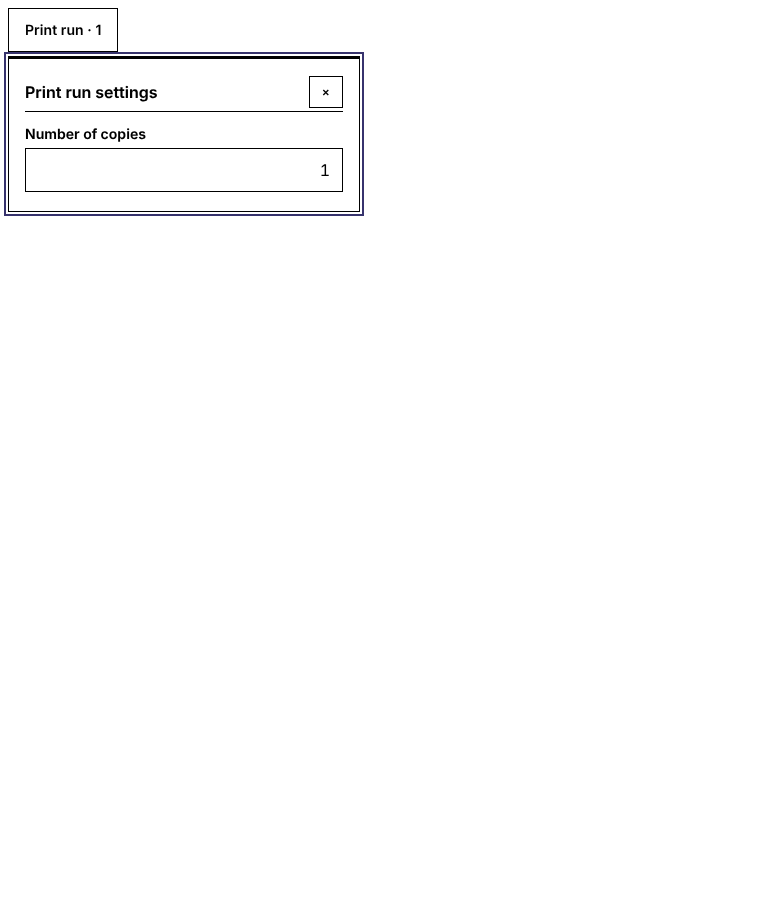 Print run · 1
Print run settings ×
Number of copies
1